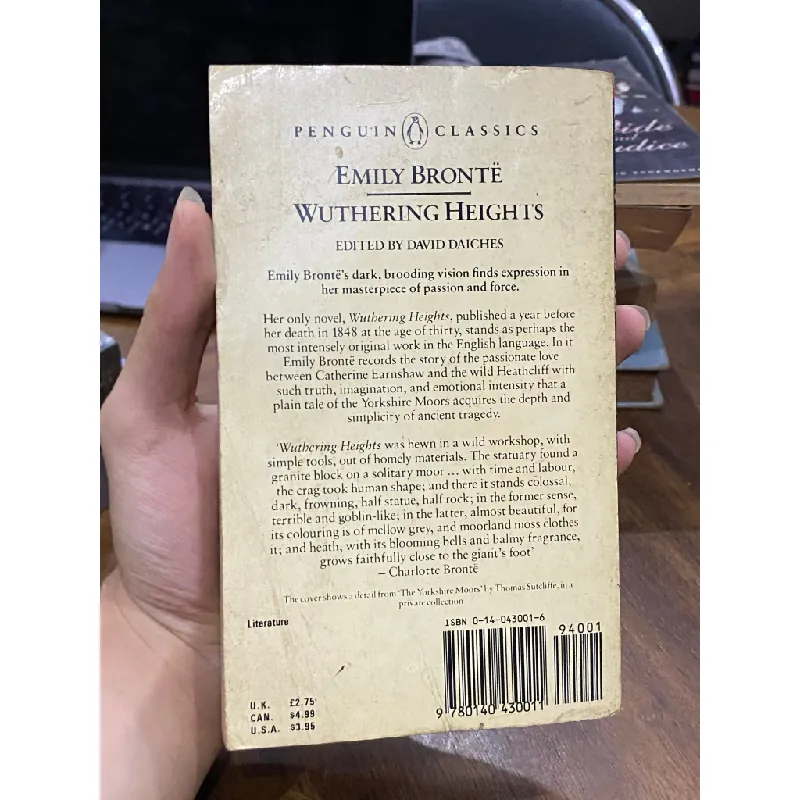 PENGUIN CLASSICS
EMILY BRONTË
WUTHERING HEIGHTS
EDITED BY DAVID DAICHES
Emily Brontë's dark, brooding vision finds expression in
her masterpiece of passion and force.
Her only novel, Wuthering Heights, published a year before
her death in 1848 at the age of thirty, stands as perhaps the
most intensely original work in the English language. In it
Emily Brontë records the story of the passionate love
between Catherine Earnshaw and the wild Heathcliff with
such truth, imagination, and emotional intensity that a
plain tale of the Yorkshire Moors acquires the depth and
simplicity of ancient tragedy.
'Wuthering Heights was hewn in a wild workshop, with
simple tools, out of homely materials. The statuary found a
granite block on a solitary moor ... with time and labour,
the crag took human shape; and there it stands colossal,
dark, frowning, half statue, half rock; in the former sense,
terrible and goblin-like; in the latter, almost beautiful, for
its colouring is of mellow grey, and moorland moss clothes
it; and heath, with its blooming bells and balmy fragrance,
grows faithfully close to the giant's foot'
– Charlotte Brontë
The cover shows a detail from 'The Yorkshire Moors' by Thomas Sutcliffe, in a
private collection
Literature
ISBN 0-14-043001-6
94001
9 780140 430011
U.K. £2.75
CAN. $4.99
U.S.A. $3.95
ide
and
udice